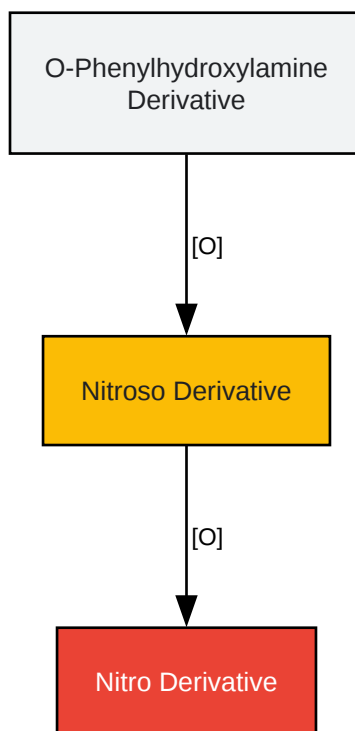 O-Phenylhydroxylamine
Derivative
[O]
Nitroso Derivative
[O]
Nitro Derivative